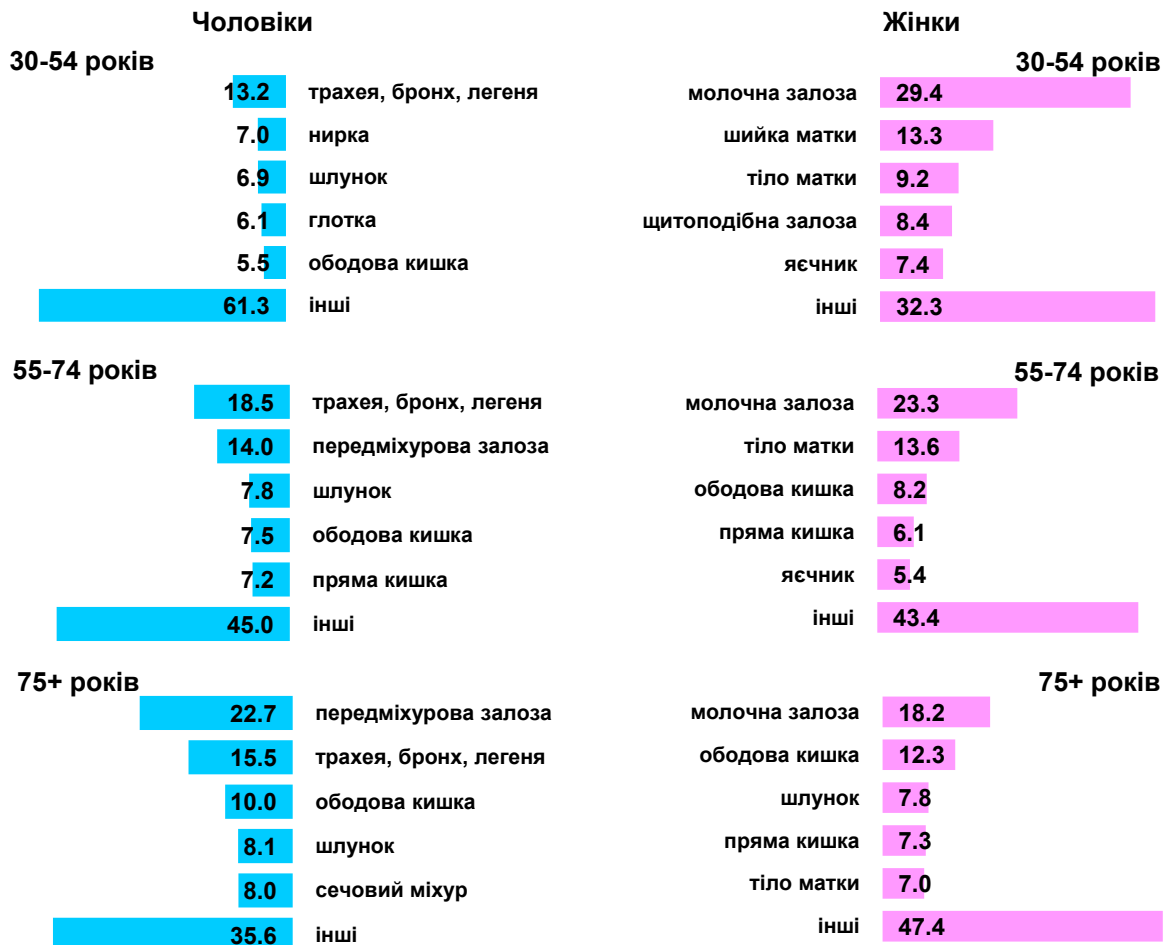 Чоловіки
30-54 років
13.2 трахея, бронх, легеня
7.0 нирка
6.9 шлунок
6.1 глотка
5.5 ободова кишка
61.3 інші
55-74 років
18.5 трахея, бронх, легеня
14.0 передміхурова залоза
7.8 шлунок
7.5 ободова кишка
7.2 пряма кишка
45.0 інші
75+ років
22.7 передміхурова залоза
15.5 трахея, бронх, легеня
10.0 ободова кишка
8.1 шлунок
8.0 сечовий міхур
35.6 інші
Жінки
30-54 років
молочна залоза 29.4
шийка матки 13.3
тіло матки 9.2
щитоподібна залоза 8.4
яєчник 7.4
інші 32.3
55-74 років
молочна залоза 23.3
тіло матки 13.6
ободова кишка 8.2
пряма кишка 6.1
яєчник 5.4
інші 43.4
75+ років
молочна залоза 18.2
ободова кишка 12.3
шлунок 7.8
пряма кишка 7.3
тіло матки 7.0
інші 47.4